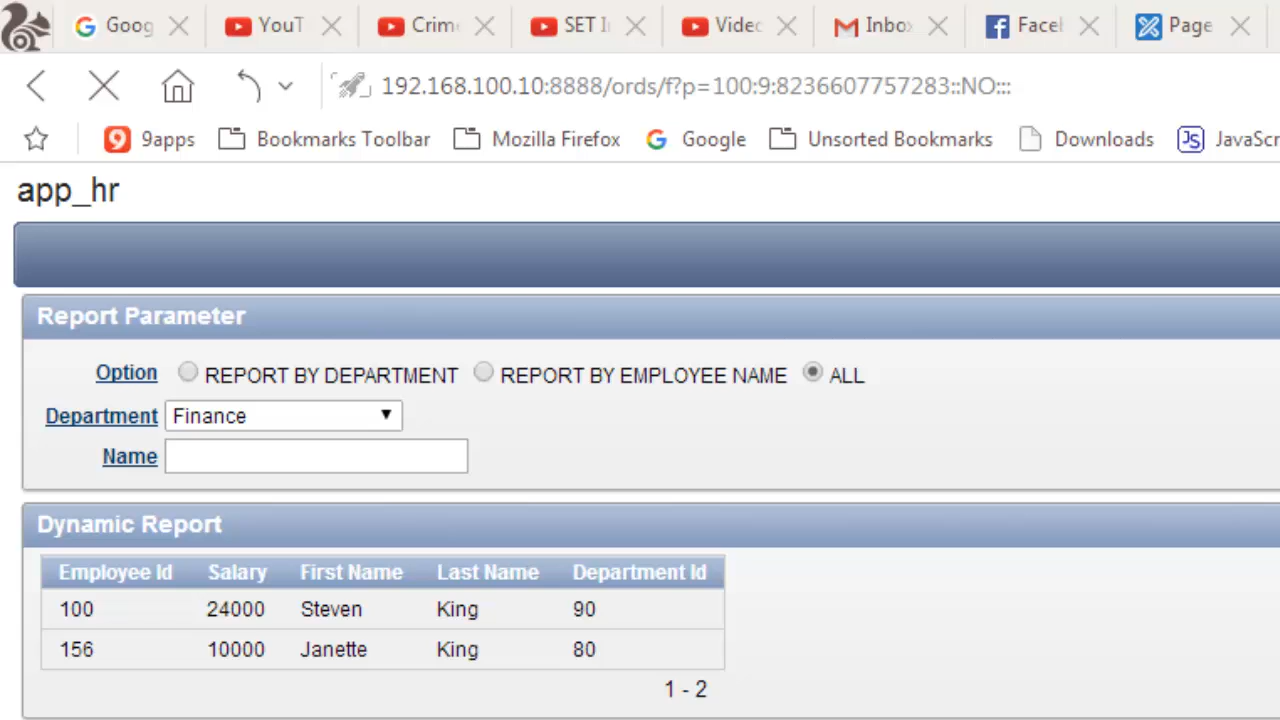 Goog YouT Crim SET I Videc Inbox Facel Page
192.168.100.10:8888/ords/f?p=100:9:8236607757283::NO:::
9apps Bookmarks Toolbar Mozilla Firefox Google Unsorted Bookmarks Downloads JS JavaScr
app_hr
Report Parameter
Option REPORT BY DEPARTMENT REPORT BY EMPLOYEE NAME ALL
Department Finance
Name
Dynamic Report
Employee Id Salary First Name Last Name Department Id
100 24000 Steven King 90
156 10000 Janette King 80
1 - 2